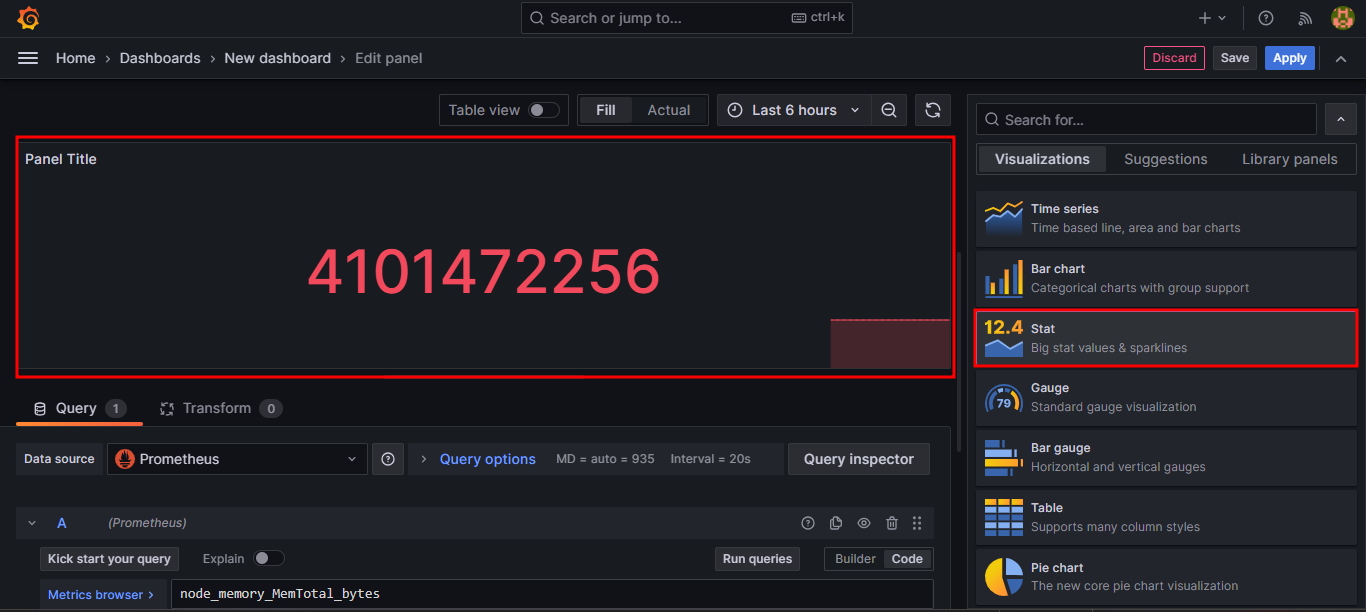 Search or jump to...
ctrl+k
Home › Dashboards › New dashboard › Edit panel
Discard
Save
Apply
Table view
Fill
Actual
Last 6 hours
Panel Title
4101472256
Query 1
Transform 0
Data source
Prometheus
Query options
MD = auto = 935
Interval = 20s
Query inspector
A
(Prometheus)
Kick start your query
Explain
Run queries
Builder
Code
Metrics browser >
node_memory_MemTotal_bytes
Search for...
Visualizations
Suggestions
Library panels
Time series
Time based line, area and bar charts
Bar chart
Categorical charts with group support
12.4
Stat
Big stat values & sparklines
79
Gauge
Standard gauge visualization
Bar gauge
Horizontal and vertical gauges
Table
Supports many column styles
Pie chart
The new core pie chart visualization